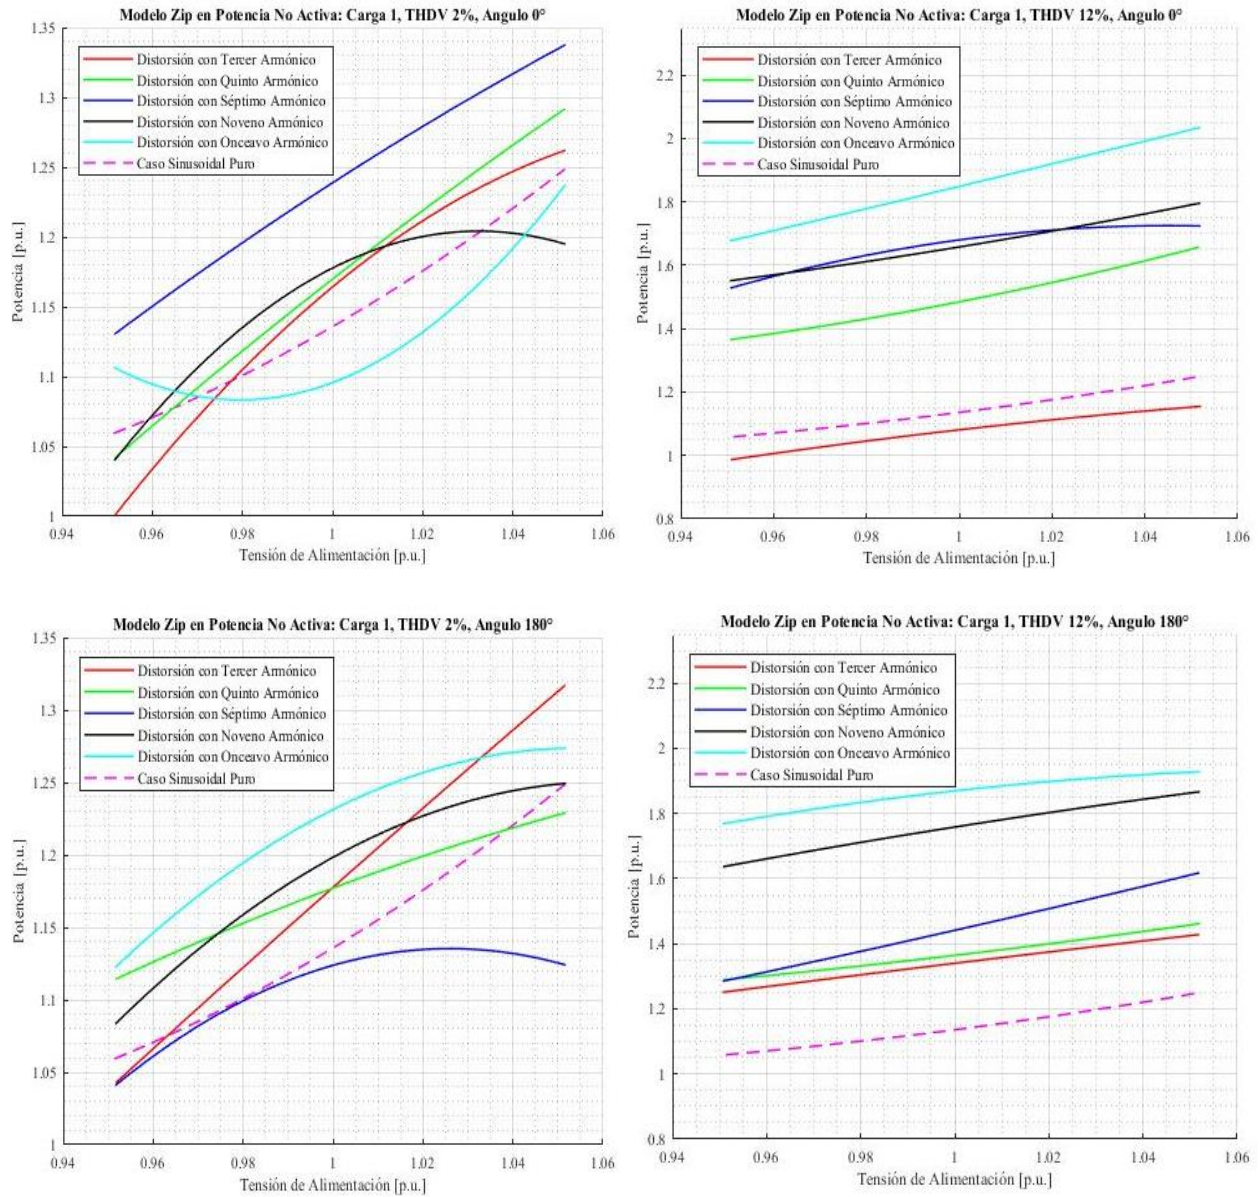 Modelo Zip en Potencia No Activa: Carga 1, THDV 2%, Angulo 0°
1.35
1.3
1.25
1.2
1.15
1.1
1.05
1
Potencia [p.u.]
Distorsión con Tercer Armónico
Distorsión con Quinto Armónico
Distorsión con Séptimo Armónico
Distorsión con Noveno Armónico
Distorsión con Onceavo Armónico
Caso Sinusoidal Puro
0.94 0.96 0.98 1 1.02 1.04 1.06
Tensión de Alimentación [p.u.]
Modelo Zip en Potencia No Activa: Carga 1, THDV 12%, Angulo 0°
2.2
2
1.8
1.6
1.4
1.2
1
0.8
Potencia [p.u.]
Distorsión con Tercer Armónico
Distorsión con Quinto Armónico
Distorsión con Séptimo Armónico
Distorsión con Noveno Armónico
Distorsión con Onceavo Armónico
Caso Sinusoidal Puro
0.94 0.96 0.98 1 1.02 1.04 1.06
Tensión de Alimentación [p.u.]
Modelo Zip en Potencia No Activa: Carga 1, THDV 2%, Angulo 180°
1.35
1.3
1.25
1.2
1.15
1.1
1.05
1
Potencia [p.u.]
Distorsión con Tercer Armónico
Distorsión con Quinto Armónico
Distorsión con Séptimo Armónico
Distorsión con Noveno Armónico
Distorsión con Onceavo Armónico
Caso Sinusoidal Puro
0.94 0.96 0.98 1 1.02 1.04 1.06
Tensión de Alimentación [p.u.]
Modelo Zip en Potencia No Activa: Carga 1, THDV 12%, Angulo 180°
2.2
2
1.8
1.6
1.4
1.2
1
0.8
Potencia [p.u.]
Distorsión con Tercer Armónico
Distorsión con Quinto Armónico
Distorsión con Séptimo Armónico
Distorsión con Noveno Armónico
Distorsión con Onceavo Armónico
Caso Sinusoidal Puro
0.94 0.96 0.98 1 1.02 1.04 1.06
Tensión de Alimentación [p.u.]